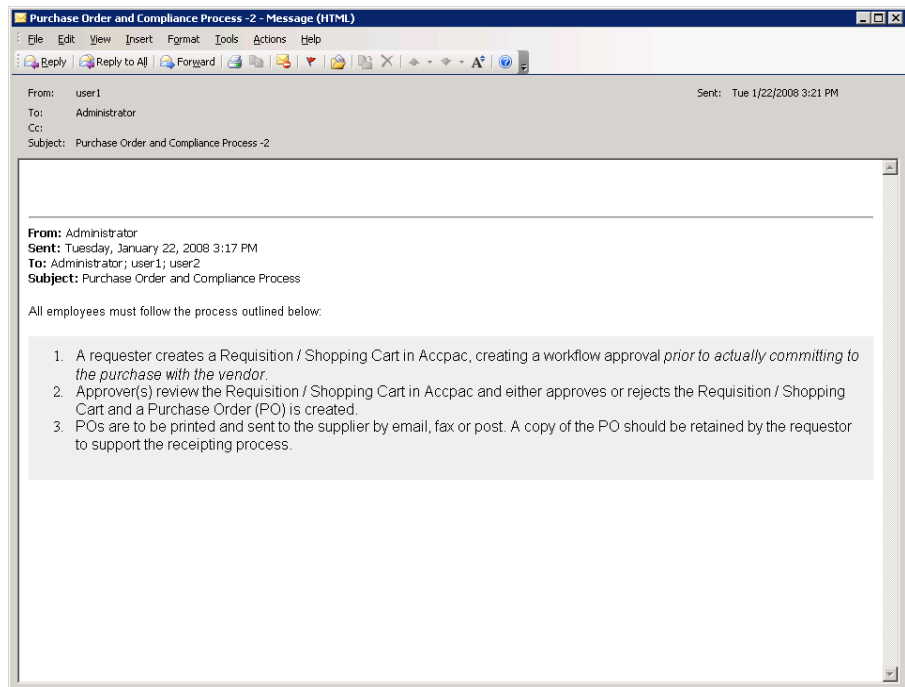 Purchase Order and Compliance Process -2 - Message (HTML)
File Edit View Insert Format Tools Actions Help
Reply Reply to All Forward
From: user1 Sent: Tue 1/22/2008 3:21 PM
To: Administrator
Cc:
Subject: Purchase Order and Compliance Process -2
From: Administrator
Sent: Tuesday, January 22, 2008 3:17 PM
To: Administrator; user1; user2
Subject: Purchase Order and Compliance Process
All employees must follow the process outlined below:
1. A requester creates a Requisition / Shopping Cart in Accpac, creating a workflow approval prior to actually committing to
the purchase with the vendor.
2. Approver(s) review the Requisition / Shopping Cart in Accpac and either approves or rejects the Requisition / Shopping
Cart and a Purchase Order (PO) is created.
3. POs are to be printed and sent to the supplier by email, fax or post. A copy of the PO should be retained by the requestor
to support the receipting process.